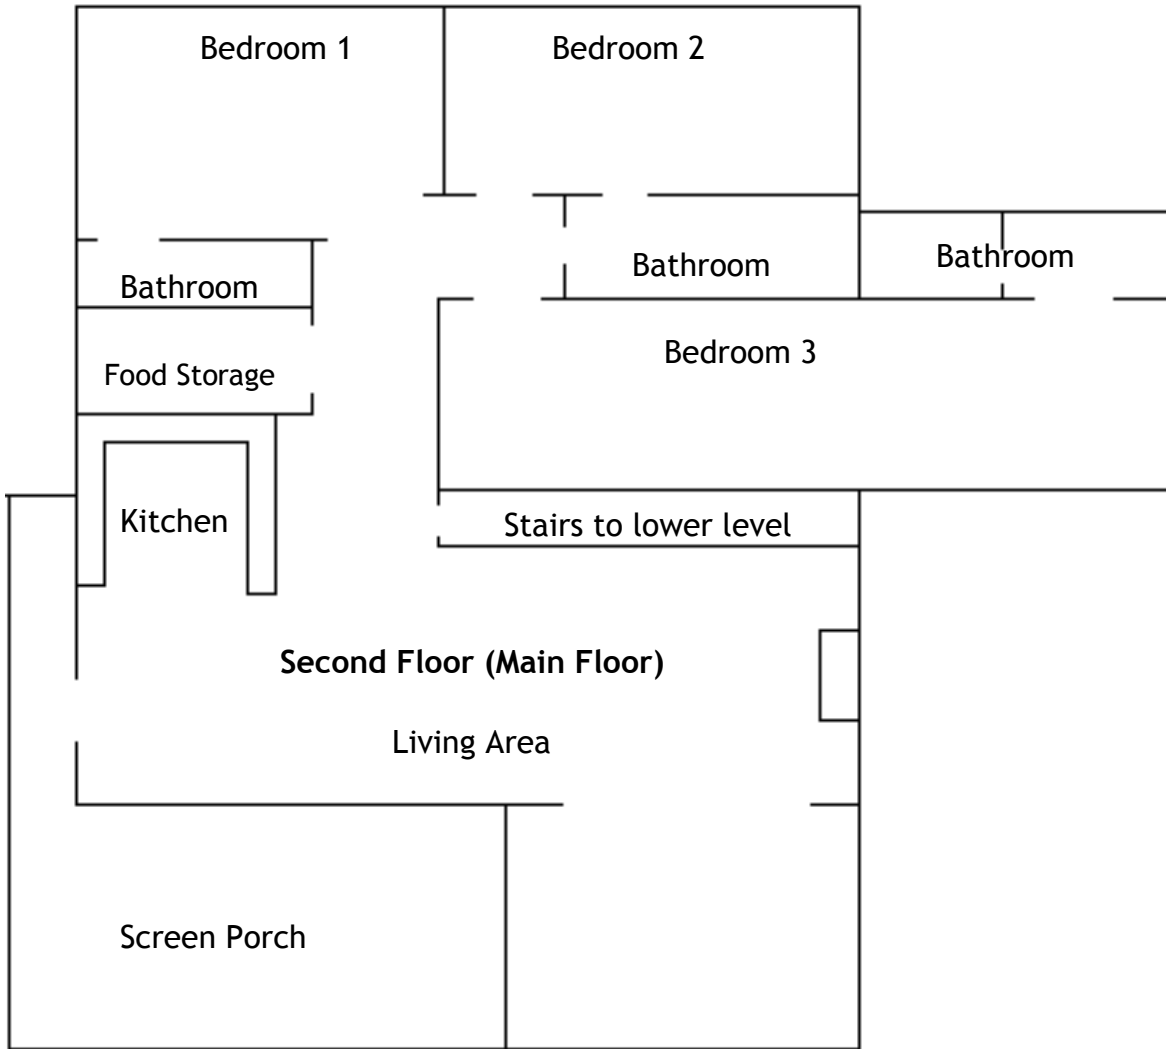 Bedroom 1
Bedroom 2
Bathroom
Bathroom
Bathroom
Bedroom 3
Food Storage
Kitchen
Stairs to lower level
Second Floor (Main Floor)
Living Area
Screen Porch